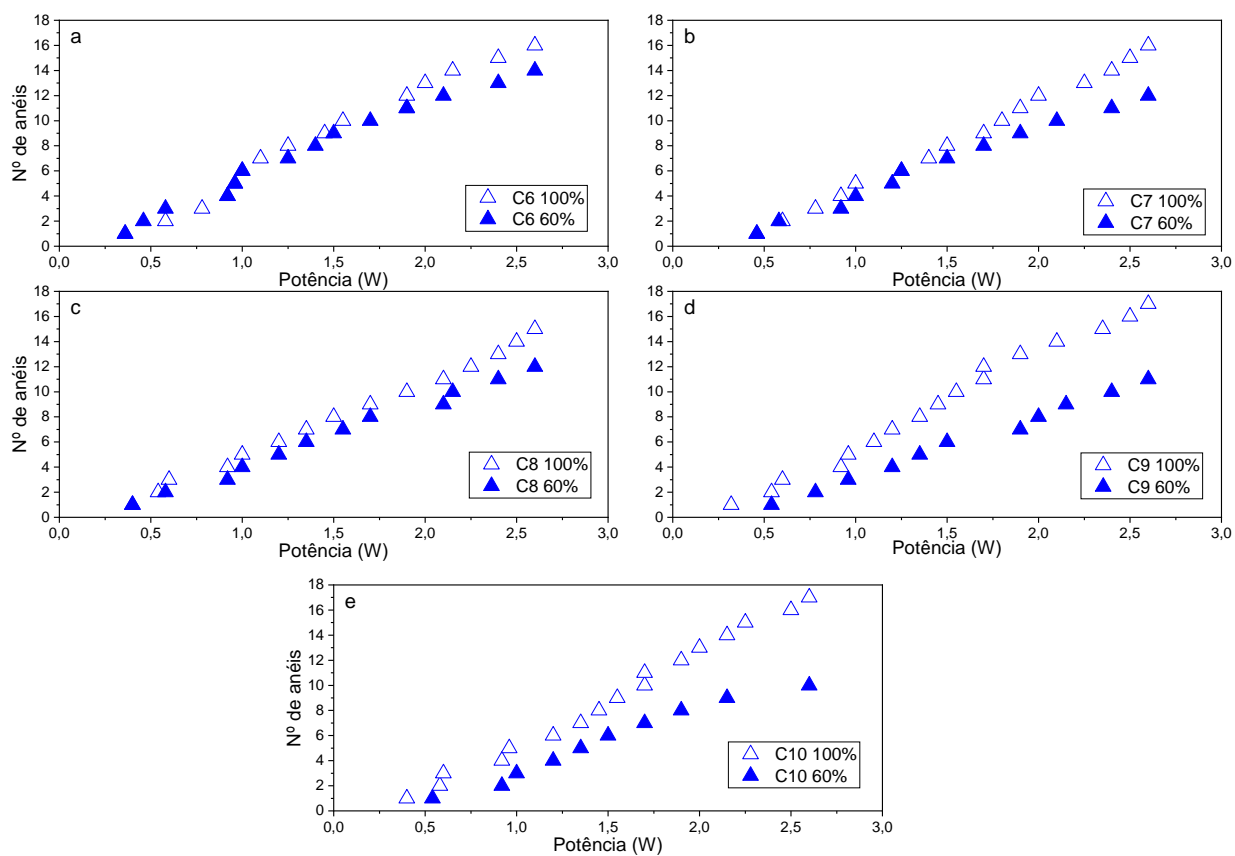 a
18
16
14
12
10
8
6
4
2
0
Nº de anéis
C6 100%
C6 60%
0,0 0,5 1,0 1,5 2,0 2,5 3,0
Potência (W)
b
18
16
14
12
10
8
6
4
2
0
C7 100%
C7 60%
0,0 0,5 1,0 1,5 2,0 2,5 3,0
Potência (W)
c
18
16
14
12
10
8
6
4
2
0
Nº de anéis
C8 100%
C8 60%
0,0 0,5 1,0 1,5 2,0 2,5 3,0
Potência (W)
d
18
16
14
12
10
8
6
4
2
0
C9 100%
C9 60%
0,0 0,5 1,0 1,5 2,0 2,5 3,0
Potência (W)
e
18
16
14
12
10
8
6
4
2
0
Nº de anéis
C10 100%
C10 60%
0,0 0,5 1,0 1,5 2,0 2,5 3,0
Potência (W)